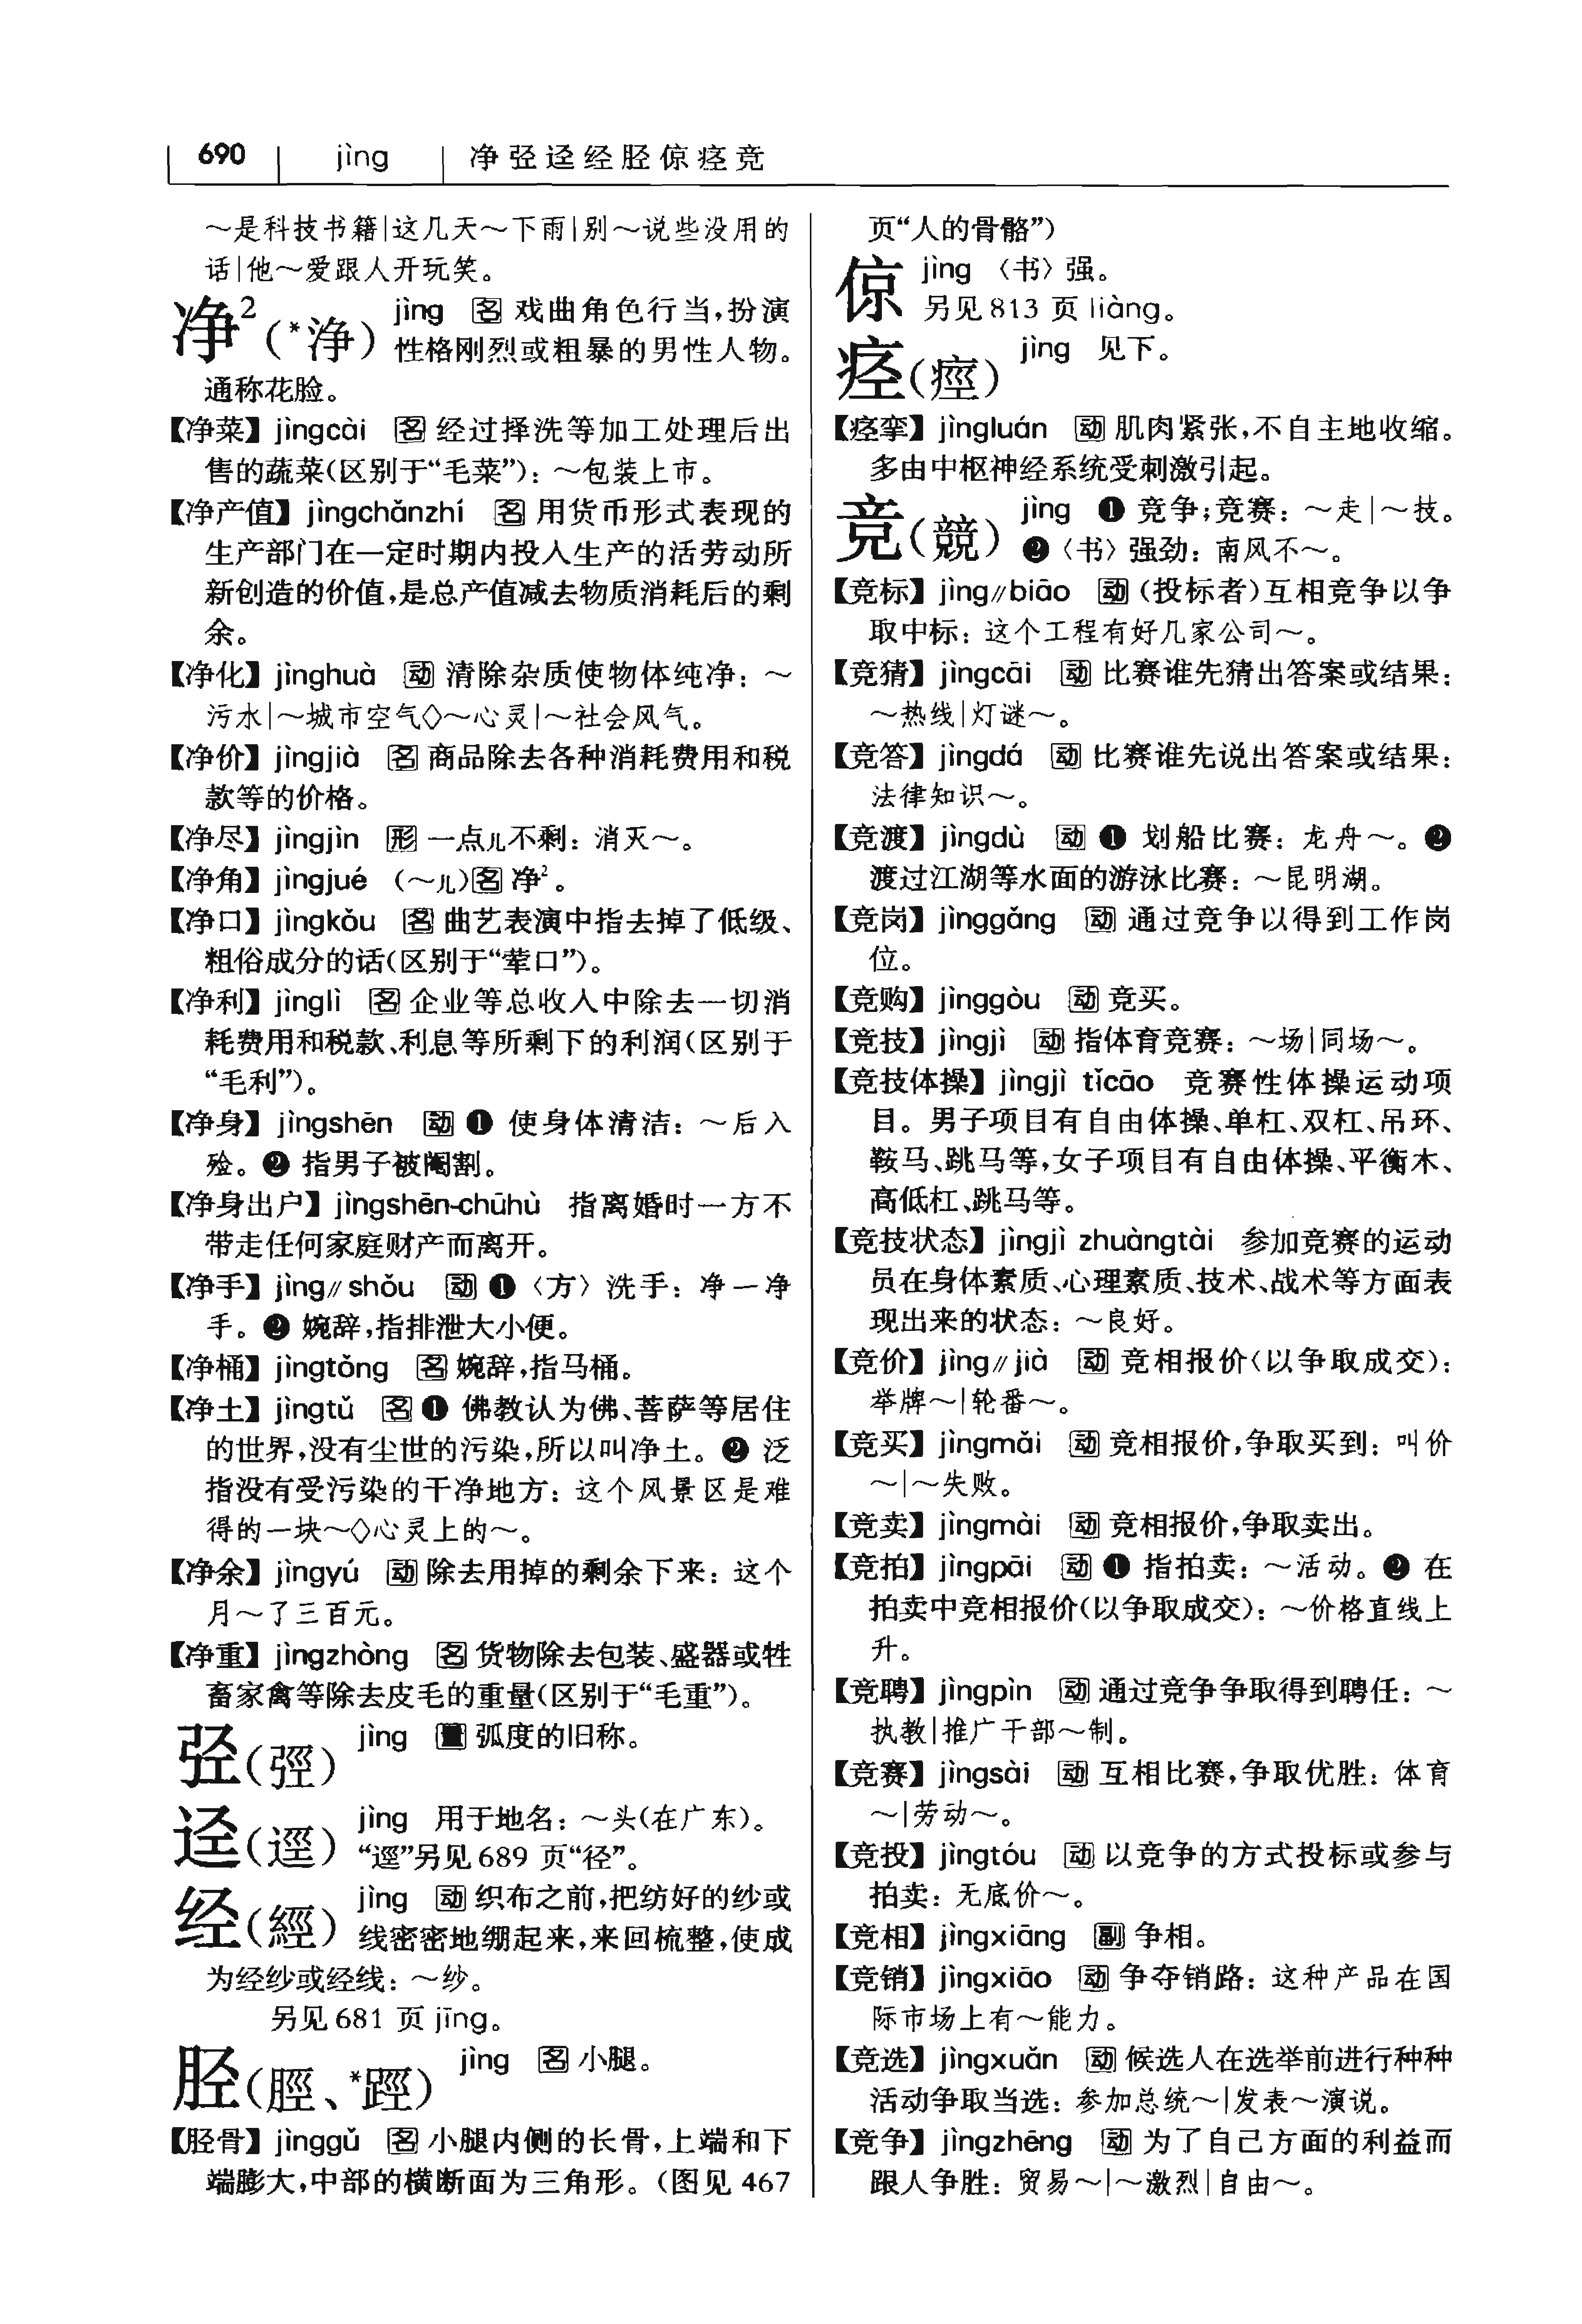 690 jìng 净弪迳经胫倞痉竞
～是科技书籍|这几天～下雨|别～说些没用的
话|他～爱跟人开玩笑。
净²(*淨) jìng 名 戏曲角色行当,扮演
性格刚烈或粗暴的男性人物。
通称花脸。
【净菜】jìngcài 名 经过择洗等加工处理后出
售的蔬菜(区别于“毛菜”)：～包装上市。
【净产值】jìngchǎnzhí 名 用货币形式表现的
生产部门在一定时期内投入生产的活劳动所
新创造的价值,是总产值减去物质消耗后的剩
余。
【净化】jìnghuà 动 清除杂质使物体纯净：～
污水|～城市空气◇～心灵|～社会风气。
【净价】jìngjià 名 商品除去各种消耗费用和税
款等的价格。
【净尽】jìngjìn 形 一点儿不剩：消灭～。
【净角】jìngjué (～儿)名 净²。
【净口】jìngkǒu 名 曲艺表演中指去掉了低级、
粗俗成分的话(区别于“荤口”)。
【净利】jìnglì 名 企业等总收入中除去一切消
耗费用和税款、利息等所剩下的利润(区别于
“毛利”)。
【净身】jìngshēn 动 ❶ 使身体清洁：～后入
殓。❷ 指男子被阉割。
【净身出户】jìngshēn-chūhù 指离婚时一方不
带走任何家庭财产而离开。
【净手】jìng∥shǒu 动 ❶〈方〉洗手：净一净
手。❷ 婉辞,指排泄大小便。
【净桶】jìngtǒng 名 婉辞,指马桶。
【净土】jìngtǔ 名 ❶ 佛教认为佛、菩萨等居住
的世界,没有尘世的污染,所以叫净土。❷ 泛
指没有受污染的干净地方：这个风景区是难
得的一块～◇心灵上的～。
【净余】jìngyú 动 除去用掉的剩余下来：这个
月～了三百元。
【净重】jìngzhòng 名 货物除去包装、盛器或牲
畜家禽等除去皮毛的重量(区别于“毛重”)。
弪(弳) jìng 量 弧度的旧称。
迳(逕) jìng 用于地名：～头(在广东)。
“逕”另见 689 页“径”。
经(經) jìng 动 织布之前,把纺好的纱或
线密密地绷起来,来回梳整,使成
为经纱或经线：～纱。
另见 681 页 jīng。
胫(脛、*踁) jìng 名 小腿。
【胫骨】jìnggǔ 名 小腿内侧的长骨,上端和下
端膨大,中部的横断面为三角形。(图见 467
页“人的骨骼”)
倞 jìng 〈书〉强。
另见 813 页 liàng。
痉(痙) jìng 见下。
【痉挛】jìngluán 动 肌肉紧张,不自主地收缩。
多由中枢神经系统受刺激引起。
竞(競) jìng ❶ 竞争;竞赛：～走|～技。
❷〈书〉强劲：南风不～。
【竞标】jìng∥biāo 动 (投标者)互相竞争以争
取中标：这个工程有好几家公司～。
【竞猜】jìngcāi 动 比赛谁先猜出答案或结果：
～热线|灯谜～。
【竞答】jìngdá 动 比赛谁先说出答案或结果：
法律知识～。
【竞渡】jìngdù 动 ❶ 划船比赛：龙舟～。❷
渡过江湖等水面的游泳比赛：～昆明湖。
【竞岗】jìnggǎng 动 通过竞争以得到工作岗
位。
【竞购】jìnggòu 动 竞买。
【竞技】jìngjì 动 指体育竞赛：～场|同场～。
【竞技体操】jìngjì tǐcāo 竞赛性体操运动项
目。男子项目有自由体操、单杠、双杠、吊环、
鞍马、跳马等,女子项目有自由体操、平衡木、
高低杠、跳马等。
【竞技状态】jìngjì zhuàngtài 参加竞赛的运动
员在身体素质、心理素质、技术、战术等方面表
现出来的状态：～良好。
【竞价】jìng∥jià 动 竞相报价(以争取成交)：
举牌～|轮番～。
【竞买】jìngmǎi 动 竞相报价,争取买到：叫价
～|～失败。
【竞卖】jìngmài 动 竞相报价,争取卖出。
【竞拍】jìngpāi 动 ❶ 指拍卖：～活动。❷ 在
拍卖中竞相报价(以争取成交)：～价格直线上
升。
【竞聘】jìngpìn 动 通过竞争争取得到聘任：～
执教|推广干部～制。
【竞赛】jìngsài 动 互相比赛,争取优胜：体育
～|劳动～。
【竞投】jìngtóu 动 以竞争的方式投标或参与
拍卖：无底价～。
【竞相】jìngxiāng 副 争相。
【竞销】jìngxiāo 动 争夺销路：这种产品在国
际市场上有～能力。
【竞选】jìngxuǎn 动 候选人在选举前进行种种
活动争取当选：参加总统～|发表～演说。
【竞争】jìngzhēng 动 为了自己方面的利益而
跟人争胜：贸易～|～激烈|自由～。